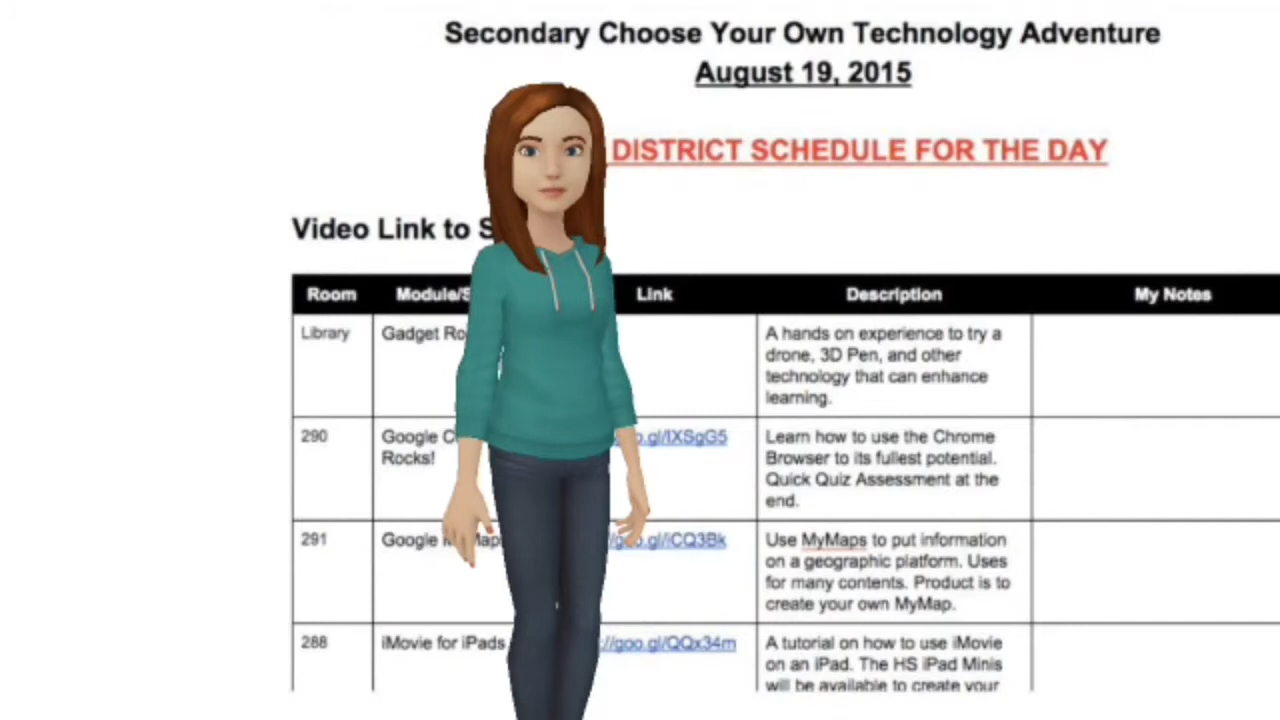 Secondary Choose Your Own Technology Adventure
August 19, 2015
DISTRICT SCHEDULE FOR THE DAY
Video Link to
Room Link Description My Notes
Library Gadget A hands on experience to try a
drone, 3D Pen, and other
technology that can enhance
learning.
290 Google Learn how to use the Chrome
Rocks! Browser to its fullest potential.
Quick Quiz Assessment at the
end.
291 Google Use MyMaps to put information
on a geographic platform. Uses
for many contents. Product is to
create your own MyMap.
288 iMovie for iPads A tutorial on how to use iMovie
on an iPad. The HS iPad Minis
will be available to create your